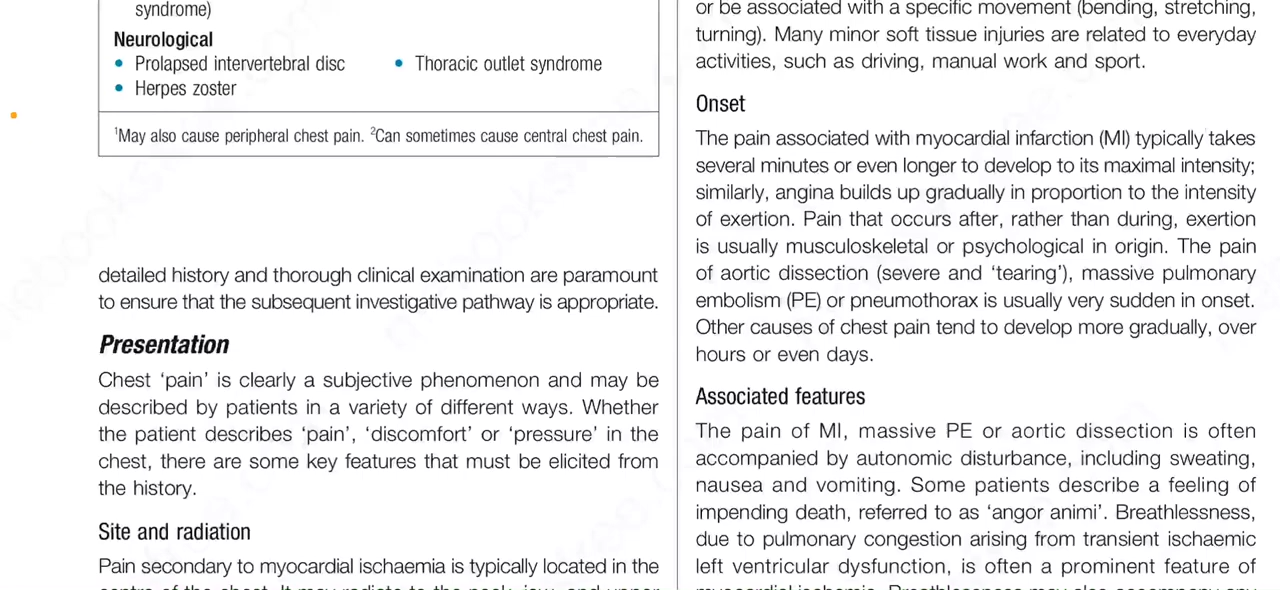 syndrome)
Neurological
• Prolapsed intervertebral disc • Thoracic outlet syndrome
• Herpes zoster
¹May also cause peripheral chest pain. ²Can sometimes cause central chest pain.
detailed history and thorough clinical examination are paramount
to ensure that the subsequent investigative pathway is appropriate.
Presentation
Chest ‘pain’ is clearly a subjective phenomenon and may be
described by patients in a variety of different ways. Whether
the patient describes ‘pain’, ‘discomfort’ or ‘pressure’ in the
chest, there are some key features that must be elicited from
the history.
Site and radiation
Pain secondary to myocardial ischaemia is typically located in the
or be associated with a specific movement (bending, stretching,
turning). Many minor soft tissue injuries are related to everyday
activities, such as driving, manual work and sport.
Onset
The pain associated with myocardial infarction (MI) typically takes
several minutes or even longer to develop to its maximal intensity;
similarly, angina builds up gradually in proportion to the intensity
of exertion. Pain that occurs after, rather than during, exertion
is usually musculoskeletal or psychological in origin. The pain
of aortic dissection (severe and ‘tearing’), massive pulmonary
embolism (PE) or pneumothorax is usually very sudden in onset.
Other causes of chest pain tend to develop more gradually, over
hours or even days.
Associated features
The pain of MI, massive PE or aortic dissection is often
accompanied by autonomic disturbance, including sweating,
nausea and vomiting. Some patients describe a feeling of
impending death, referred to as ‘angor animi’. Breathlessness,
due to pulmonary congestion arising from transient ischaemic
left ventricular dysfunction, is often a prominent feature of